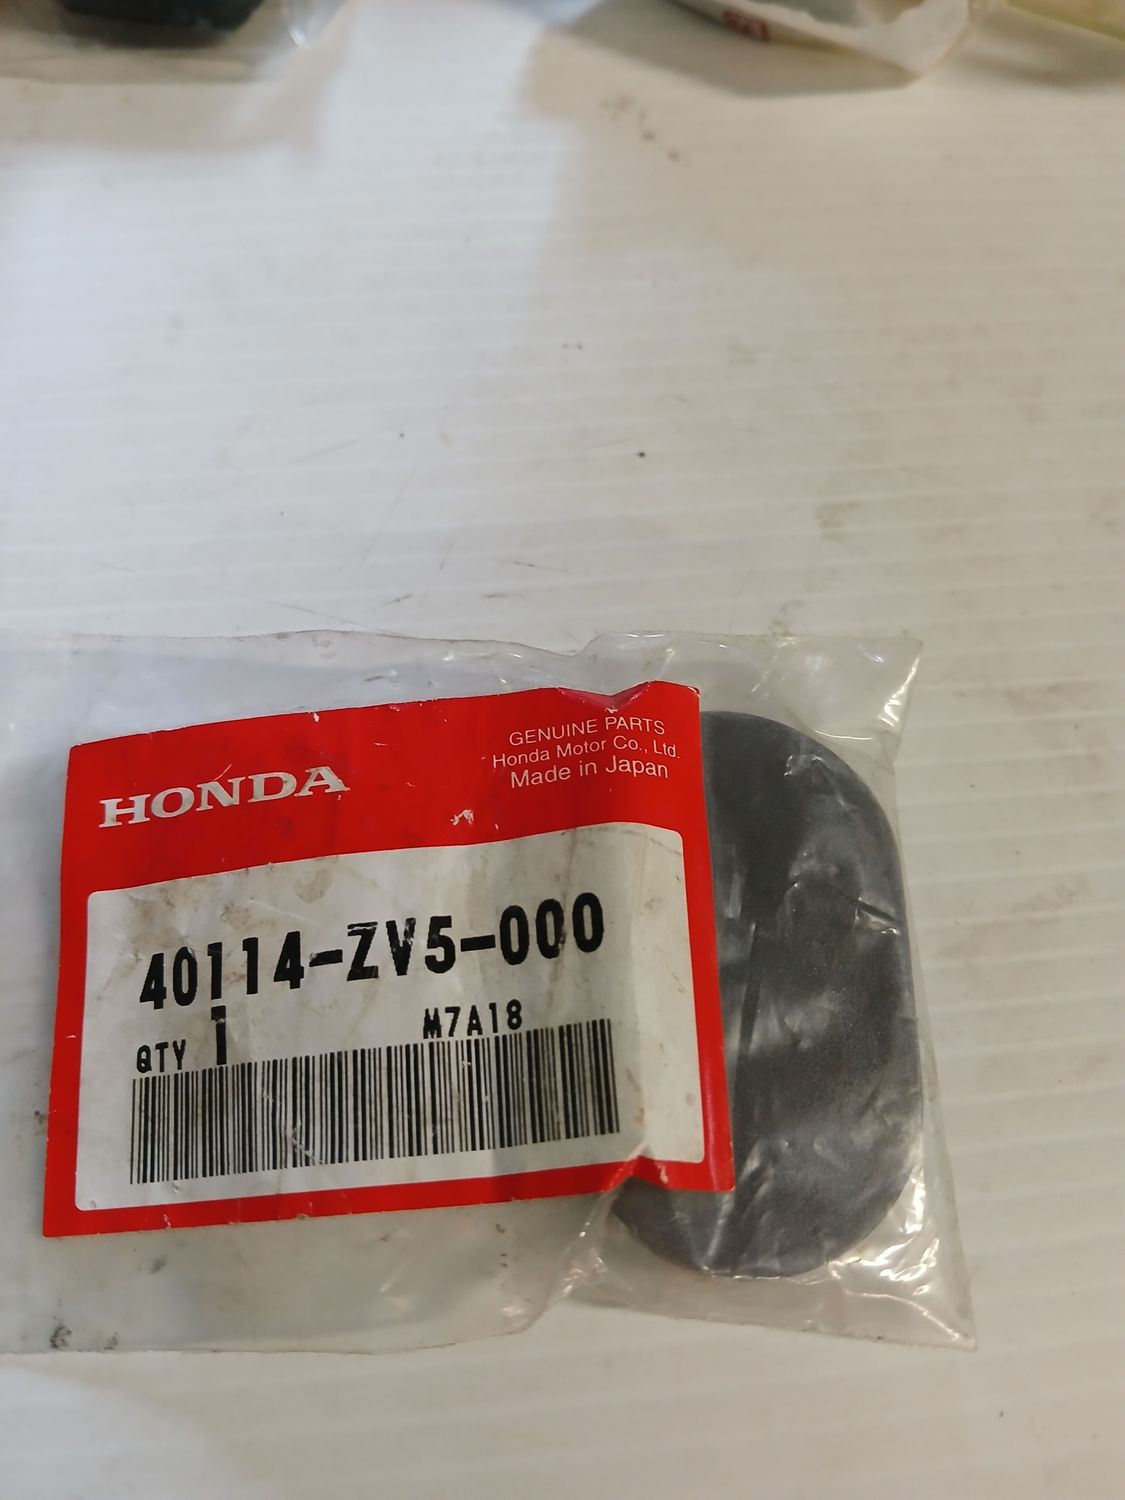 HONDA
GENUINE PARTS
Honda Motor Co., Ltd.
Made in Japan
40114-ZV5-000
QTY 1
M7A18